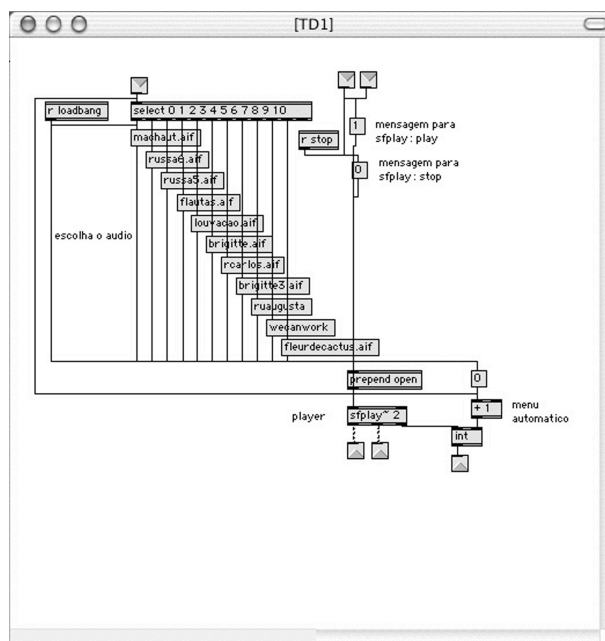 [TD1]
r loadbang
select 0 1 2 3 4 5 6 7 8 9 10
machaut.aif
russa6.aif
russa5.aif
flautas.aif
louvacao.aif
brigitte.aif
rcarlos.aif
brigitte3.aif
ruaugusta
wecanwork
fleurdecactus.aif
escolha o audio
r stop
1
mensagem para
sfplay : play
0
mensagem para
sfplay : stop
prepend open
0
player
sfplay~ 2
+ 1
menu
automatico
int